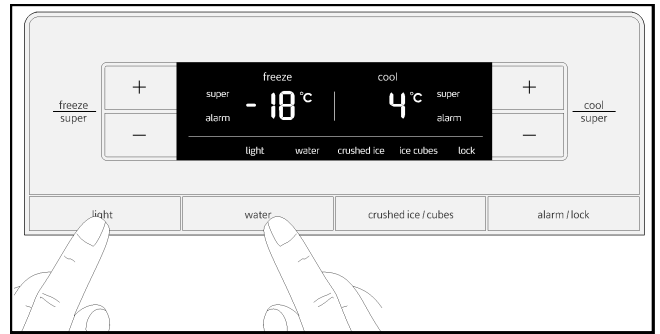 freeze cool
super -18 °C 4 °C super
alarm alarm
light water crushed ice ice cubes lock
freeze
super
+
−
+
−
cool
super
light water crushed ice / cubes alarm / lock